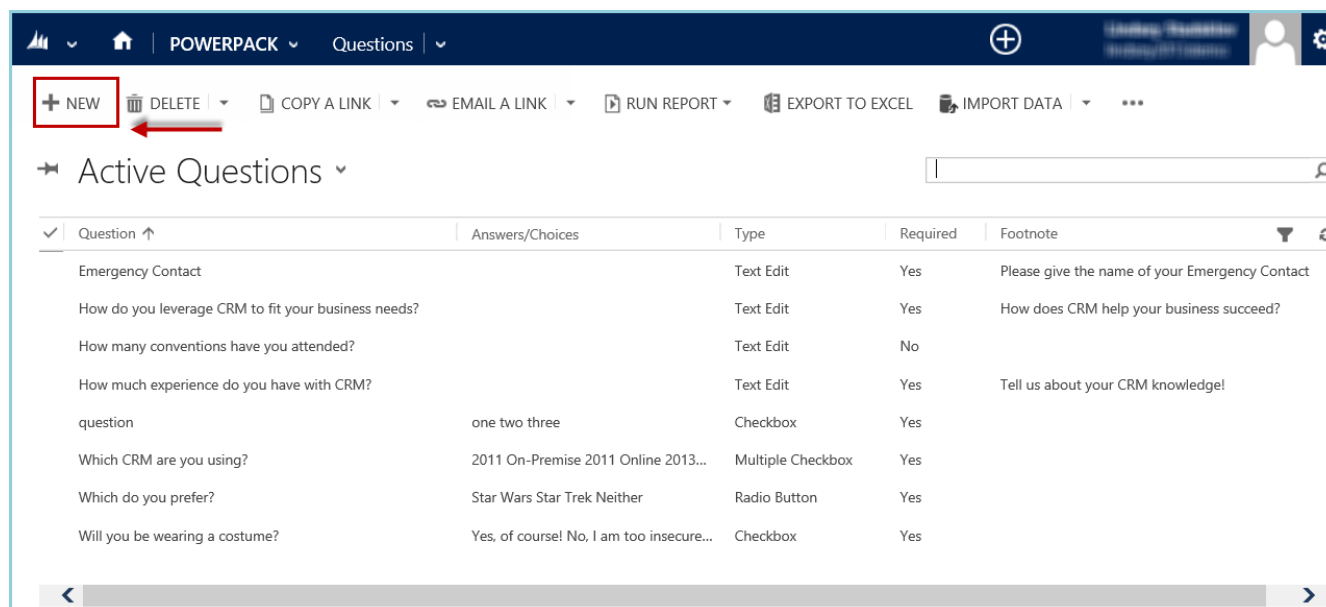 POWERPACK Questions
NEW DELETE COPY A LINK EMAIL A LINK RUN REPORT EXPORT TO EXCEL IMPORT DATA
Active Questions
Question Answers/Choices Type Required Footnote
Emergency Contact Text Edit Yes Please give the name of your Emergency Contact
How do you leverage CRM to fit your business needs? Text Edit Yes How does CRM help your business succeed?
How many conventions have you attended? Text Edit No
How much experience do you have with CRM? Text Edit Yes Tell us about your CRM knowledge!
question one two three Checkbox Yes
Which CRM are you using? 2011 On-Premise 2011 Online 2013... Multiple Checkbox Yes
Which do you prefer? Star Wars Star Trek Neither Radio Button Yes
Will you be wearing a costume? Yes, of course! No, I am too insecure... Checkbox Yes